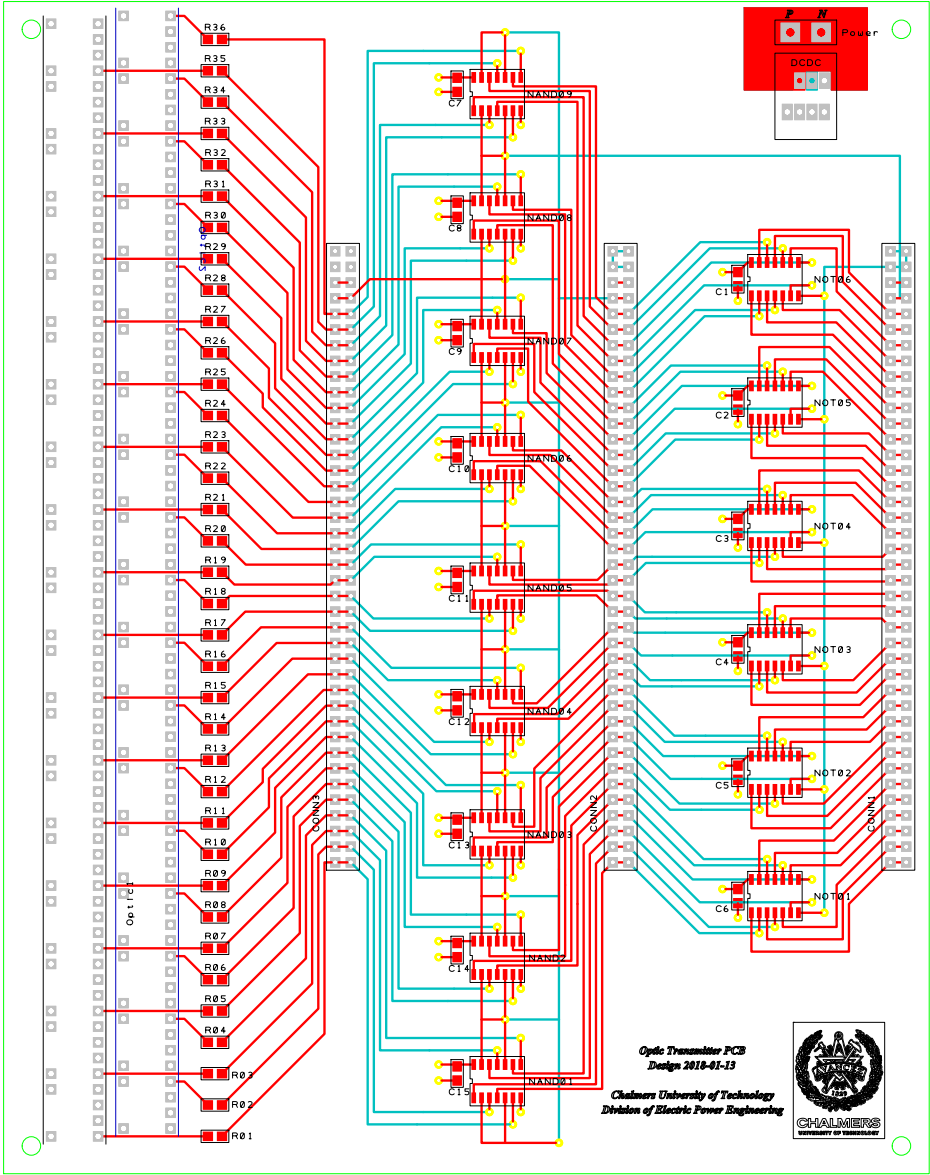 P N
Power
DCDC
R36
R35
R34
R33
R32
R31
R30
R29
R28
R27
R26
R25
R24
R23
R22
R21
R20
R19
R18
R17
R16
R15
R14
R13
R12
R11
R10
R09
R08
R07
R06
R05
R04
R03
R02
R01
Optic1
CONN3
C7
NAND09
C8
NAND08
C9
NAND07
C10
NAND06
C11
NAND05
C12
NAND04
C13
NAND03
C14
NAND2
C15
NAND01
CONN2
C1
NOT06
C2
NOT05
C3
NOT04
C4
NOT03
C5
NOT02
C6
NOT01
CONN1
Optic Transmitter PCB
Design 2018-01-13
Chalmers University of Technology
Division of Electric Power Engineering
AVANCEZ
1829
CHALMERS
UNIVERSITY OF TECHNOLOGY